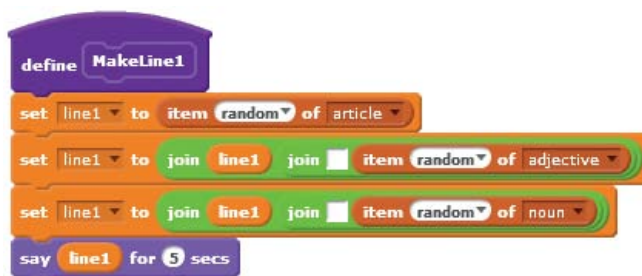 define MakeLine1
set line1 to item random of article
set line1 to join line1 join item random of adjective
set line1 to join line1 join item random of noun
say line1 for 5 secs